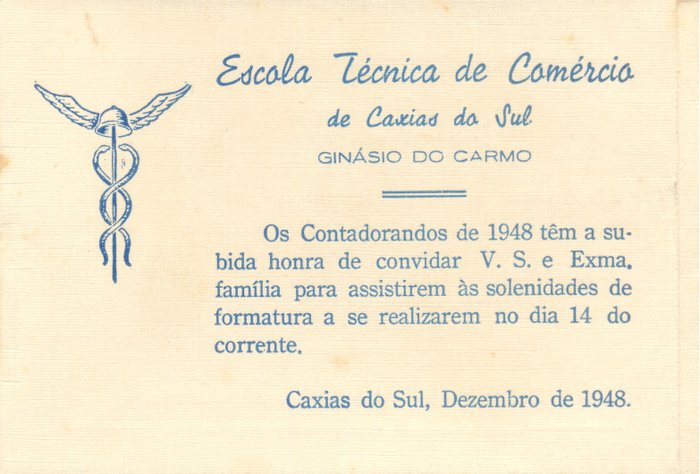 Escola Técnica de Comércio
de Caxias do Sul
GINÁSIO DO CARMO
Os Contadorandos de 1948 têm a su-
bida honra de convidar V. S. e Exma.
família para assistirem às solenidades de
formatura a se realizarem no dia 14 do
corrente.
Caxias do Sul, Dezembro de 1948.